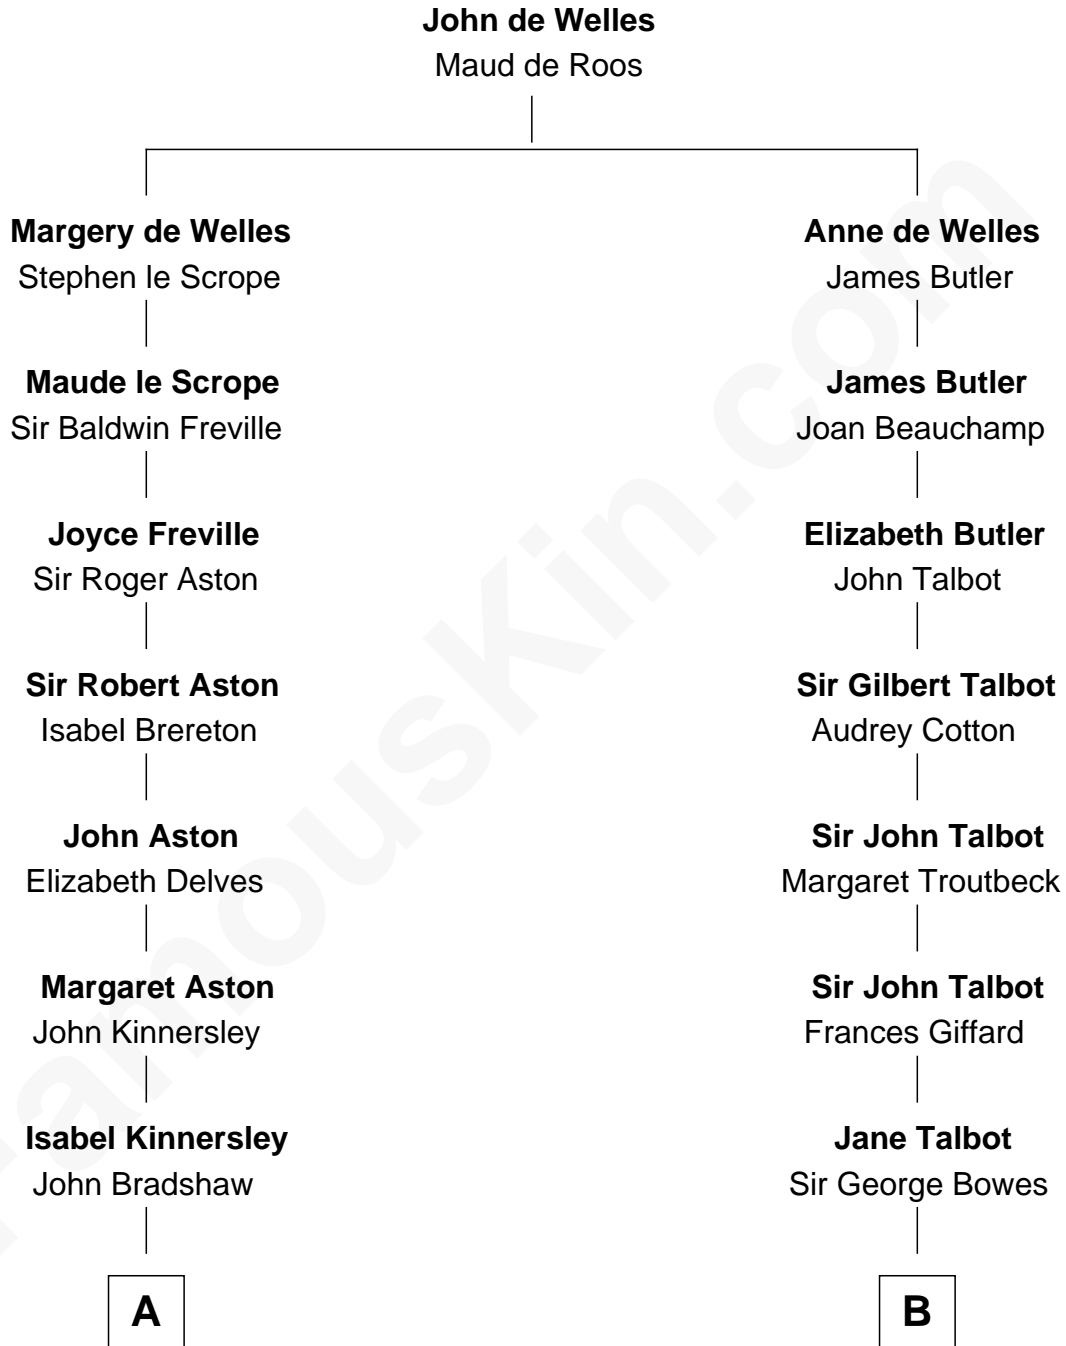 John de Welles
Maud de Roos
Margery de Welles
Stephen le Scrope
Anne de Welles
James Butler
Maude le Scrope
Sir Baldwin Freville
James Butler
Joan Beauchamp
Joyce Freville
Sir Roger Aston
Elizabeth Butler
John Talbot
Sir Robert Aston
Isabel Brereton
Sir Gilbert Talbot
Audrey Cotton
John Aston
Elizabeth Delves
Sir John Talbot
Margaret Troutbeck
Margaret Aston
John Kinnersley
Sir John Talbot
Frances Giffard
Isabel Kinnersley
John Bradshaw
Jane Talbot
Sir George Bowes
A
B
FamousKin.com